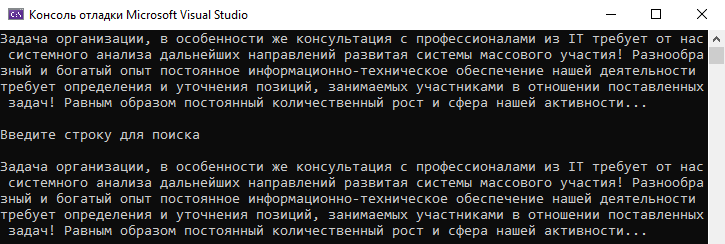 Консоль отладки Microsoft Visual Studio
Задача организации, в особенности же консультация с профессионалами из IT требует от нас
системного анализа дальнейших направлений развитая системы массового участия! Разнообра
зный и богатый опыт постоянное информационно-техническое обеспечение нашей деятельности
требует определения и уточнения позиций, занимаемых участниками в отношении поставленных
задач! Равным образом постоянный количественный рост и сфера нашей активности...
Введите строку для поиска
Задача организации, в особенности же консультация с профессионалами из IT требует от нас
системного анализа дальнейших направлений развитая системы массового участия! Разнообра
зный и богатый опыт постоянное информационно-техническое обеспечение нашей деятельности
требует определения и уточнения позиций, занимаемых участниками в отношении поставленных
задач! Равным образом постоянный количественный рост и сфера нашей активности...